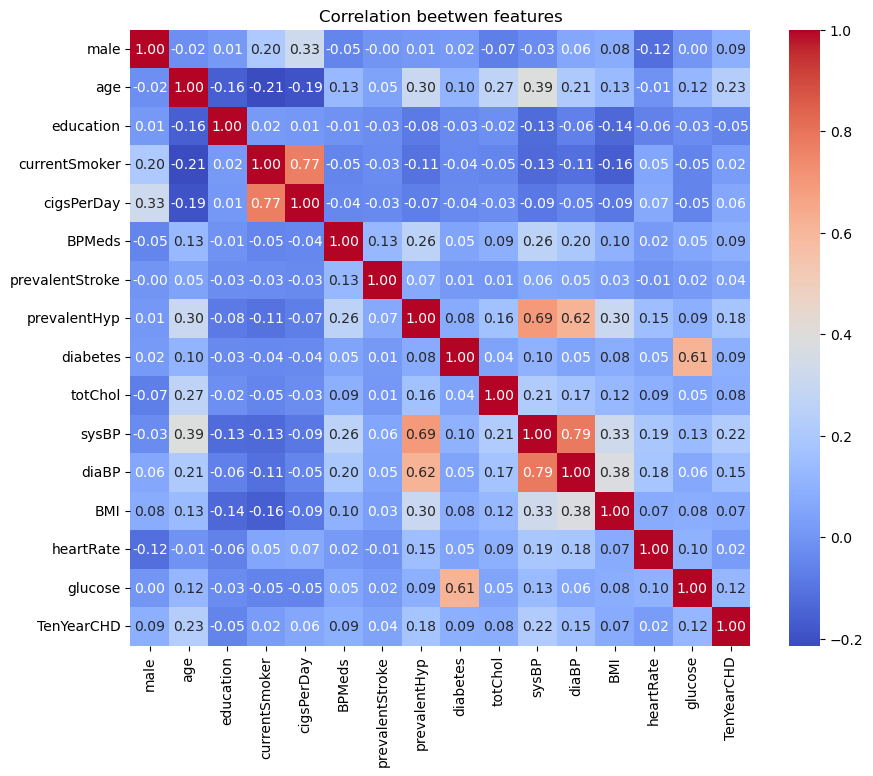 Correlation beetwen features
male 1.00 -0.02 0.01 0.20 0.33 -0.05 -0.00 0.01 0.02 -0.07 -0.03 0.06 0.08 -0.12 0.00 0.09
age -0.02 1.00 -0.16 -0.21 -0.19 0.13 0.05 0.30 0.10 0.27 0.39 0.21 0.13 -0.01 0.12 0.23
education 0.01 -0.16 1.00 0.02 0.01 -0.01 -0.03 -0.08 -0.03 -0.02 -0.13 -0.06 -0.14 -0.06 -0.03 -0.05
currentSmoker 0.20 -0.21 0.02 1.00 0.77 -0.05 -0.03 -0.11 -0.04 -0.05 -0.13 -0.11 -0.16 0.05 -0.05 0.02
cigsPerDay 0.33 -0.19 0.01 0.77 1.00 -0.04 -0.03 -0.07 -0.04 -0.03 -0.09 -0.05 -0.09 0.07 -0.05 0.06
BPMeds -0.05 0.13 -0.01 -0.05 -0.04 1.00 0.13 0.26 0.05 0.09 0.26 0.20 0.10 0.02 0.05 0.09
prevalentStroke -0.00 0.05 -0.03 -0.03 -0.03 0.13 1.00 0.07 0.01 0.01 0.06 0.05 0.03 -0.01 0.02 0.04
prevalentHyp 0.01 0.30 -0.08 -0.11 -0.07 0.26 0.07 1.00 0.08 0.16 0.69 0.62 0.30 0.15 0.09 0.18
diabetes 0.02 0.10 -0.03 -0.04 -0.04 0.05 0.01 0.08 1.00 0.04 0.10 0.05 0.08 0.05 0.61 0.09
totChol -0.07 0.27 -0.02 -0.05 -0.03 0.09 0.01 0.16 0.04 1.00 0.21 0.17 0.12 0.09 0.05 0.08
sysBP -0.03 0.39 -0.13 -0.13 -0.09 0.26 0.06 0.69 0.10 0.21 1.00 0.79 0.33 0.19 0.13 0.22
diaBP 0.06 0.21 -0.06 -0.11 -0.05 0.20 0.05 0.62 0.05 0.17 0.79 1.00 0.38 0.18 0.06 0.15
BMI 0.08 0.13 -0.14 -0.16 -0.09 0.10 0.03 0.30 0.08 0.12 0.33 0.38 1.00 0.07 0.08 0.07
heartRate -0.12 -0.01 -0.06 0.05 0.07 0.02 -0.01 0.15 0.05 0.09 0.19 0.18 0.07 1.00 0.10 0.02
glucose 0.00 0.12 -0.03 -0.05 -0.05 0.05 0.02 0.09 0.61 0.05 0.13 0.06 0.08 0.10 1.00 0.12
TenYearCHD 0.09 0.23 -0.05 0.02 0.06 0.09 0.04 0.18 0.09 0.08 0.22 0.15 0.07 0.02 0.12 1.00
male age education currentSmoker cigsPerDay BPMeds prevalentStroke prevalentHyp diabetes totChol sysBP diaBP BMI heartRate glucose TenYearCHD
1.0
0.8
0.6
0.4
0.2
0.0
−0.2